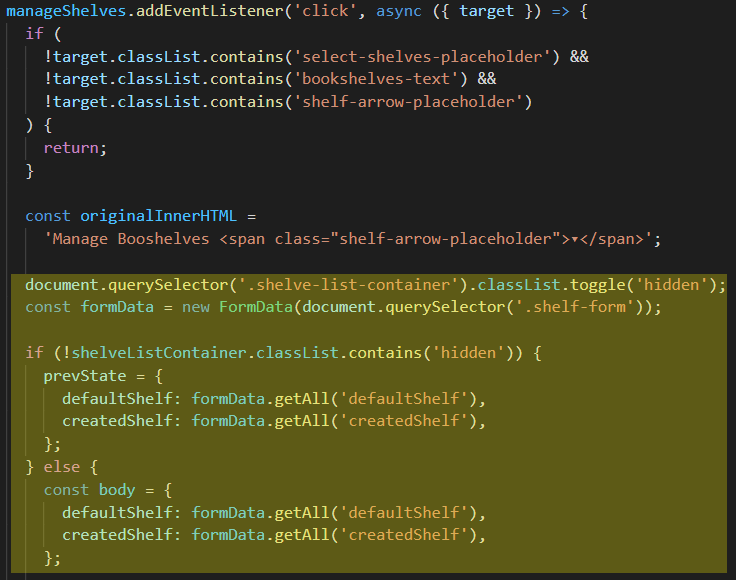 manageShelves.addEventListener('click', async ({ target }) => {
if (
!target.classList.contains('select-shelves-placeholder') &&
!target.classList.contains('bookshelves-text') &&
!target.classList.contains('shelf-arrow-placeholder')
) {
return;
}
const originalInnerHTML =
'Manage Booshelves <span class="shelf-arrow-placeholder">▾</span>';
document.querySelector('.shelve-list-container').classList.toggle('hidden');
const formData = new FormData(document.querySelector('.shelf-form'));
if (!shelveListContainer.classList.contains('hidden')) {
prevState = {
defaultShelf: formData.getAll('defaultShelf'),
createdShelf: formData.getAll('createdShelf'),
};
} else {
const body = {
defaultShelf: formData.getAll('defaultShelf'),
createdShelf: formData.getAll('createdShelf'),
};